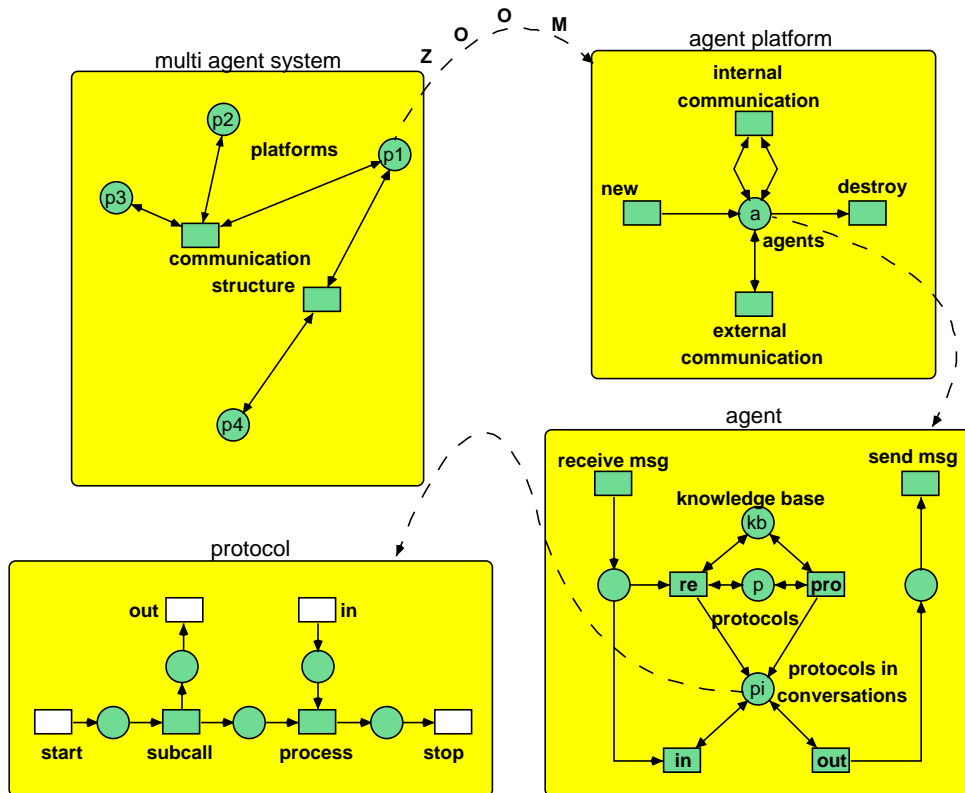 Z O O M
multi agent system
p2
platforms
p1
p3
communication
structure
p4
agent platform
internal
communication
new
destroy
a
agents
external
communication
agent
receive msg
send msg
knowledge base
kb
re
p
pro
protocols
protocols in
pi
conversations
in
out
protocol
out
in
start
subcall
process
stop